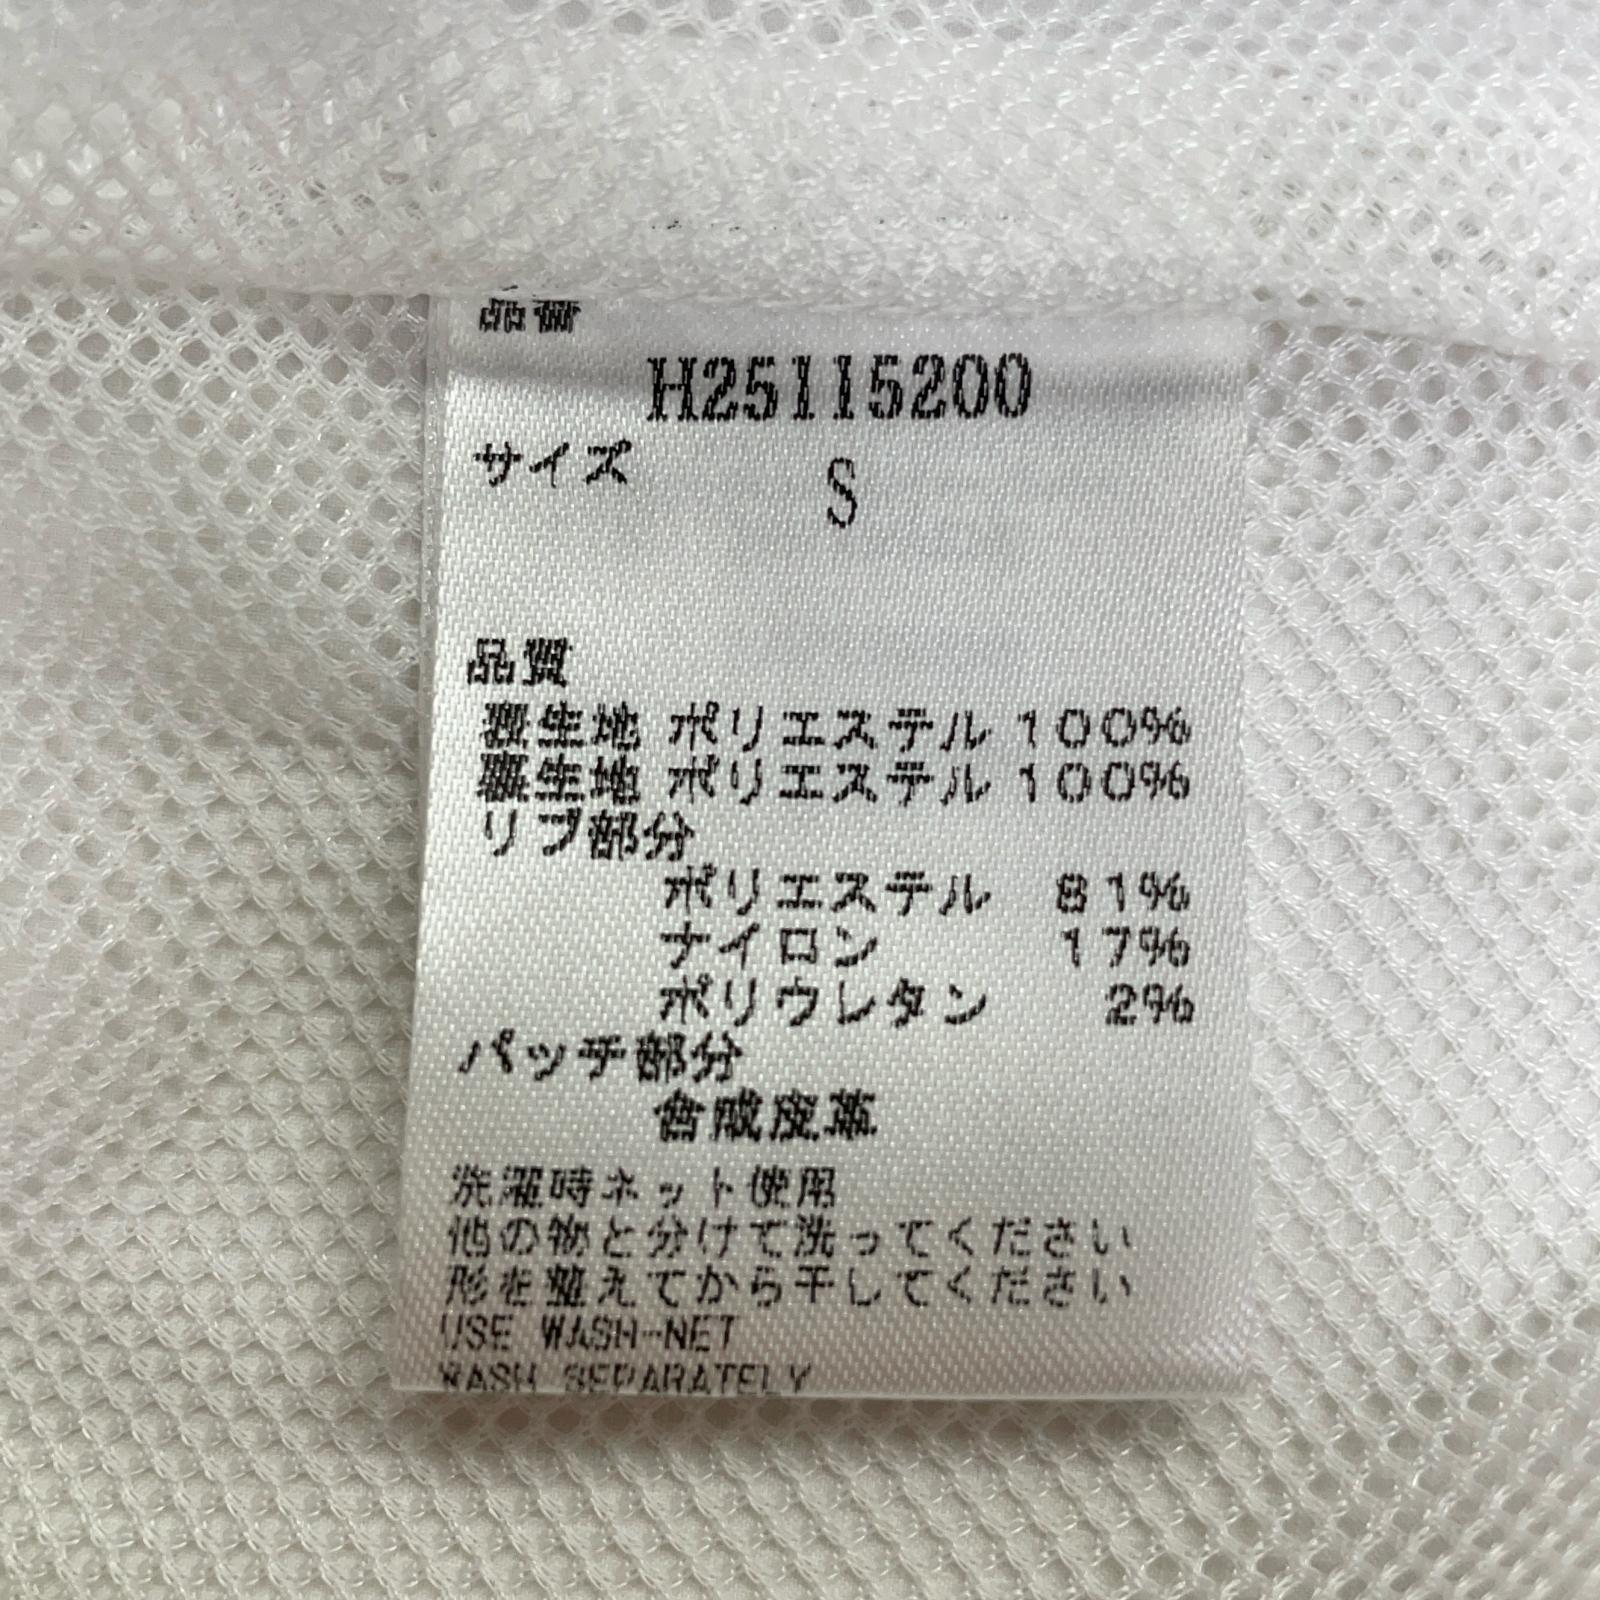 品番
H25115200
サイズ S
品質
表生地 ポリエステル 100%
裏生地 ポリエステル 100%
リブ部分
ポリエステル 81%
ナイロン 17%
ポリウレタン 2%
パッチ部分
合成皮革
洗濯時ネット使用
他の物と分けて洗ってください
形を整えてから干してください
USE WASH-NET
WASH SEPARATELY